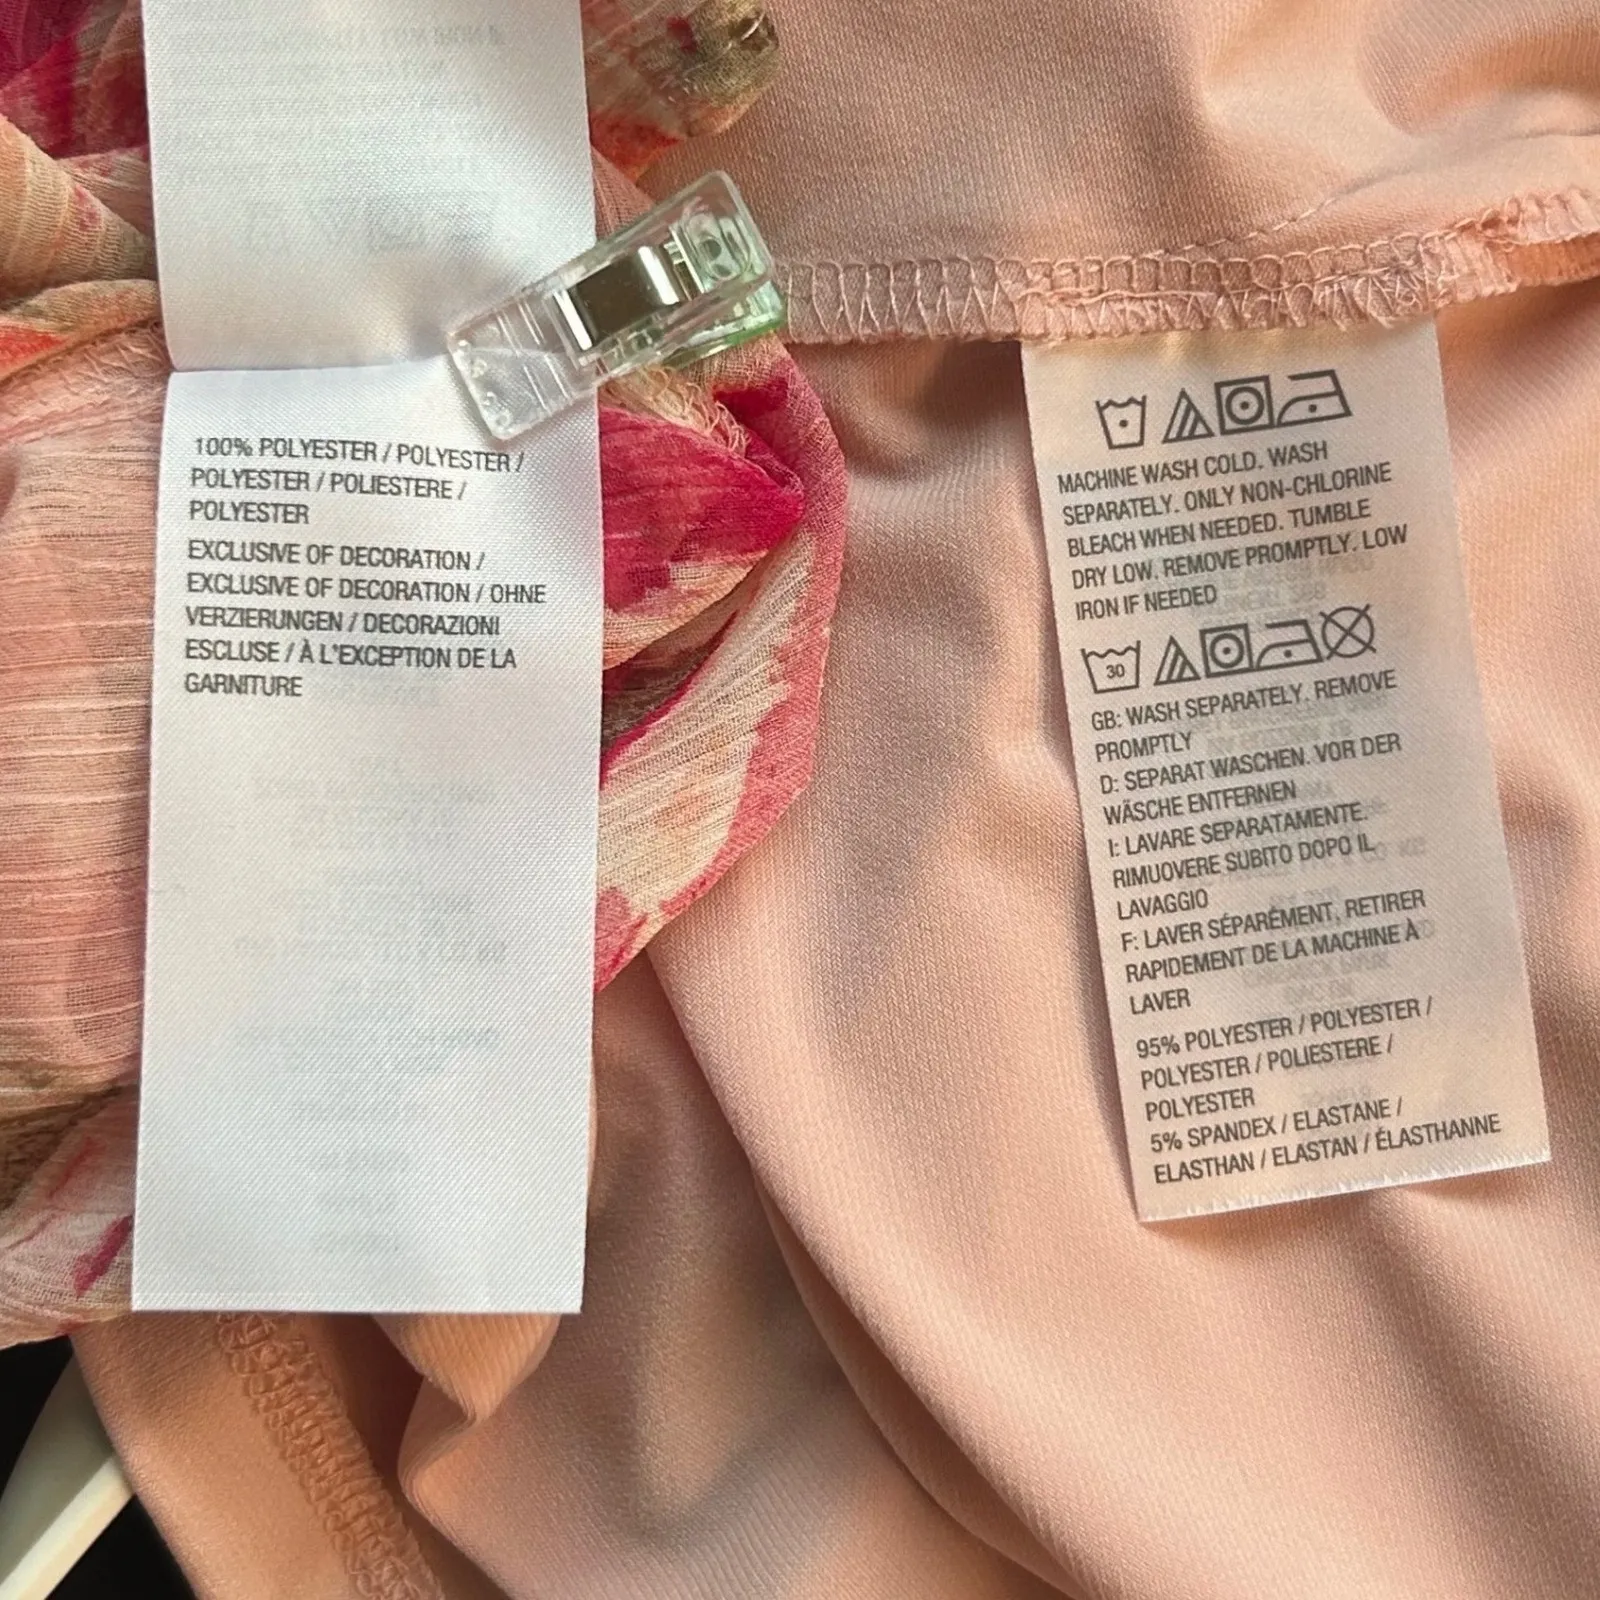 100% POLYESTER / POLYESTER /
POLYESTER / POLIESTERE /
POLYESTER
EXCLUSIVE OF DECORATION /
EXCLUSIVE OF DECORATION / OHNE
VERZIERUNGEN / DECORAZIONI
ESCLUSE / À L'EXCEPTION DE LA
GARNITURE
MACHINE WASH COLD. WASH
SEPARATELY. ONLY NON-CHLORINE
BLEACH WHEN NEEDED. TUMBLE
DRY LOW. REMOVE PROMPTLY. LOW
IRON IF NEEDED
30
GB: WASH SEPARATELY. REMOVE
PROMPTLY
D: SEPARAT WASCHEN. VOR DER
WÄSCHE ENTFERNEN
I: LAVARE SEPARATAMENTE.
RIMUOVERE SUBITO DOPO IL
LAVAGGIO
F: LAVER SÉPARÉMENT, RETIRER
RAPIDEMENT DE LA MACHINE À
LAVER
95% POLYESTER / POLYESTER /
POLYESTER / POLIESTERE /
POLYESTER
5% SPANDEX / ELASTANE /
ELASTHAN / ELASTAN / ÉLASTHANNE